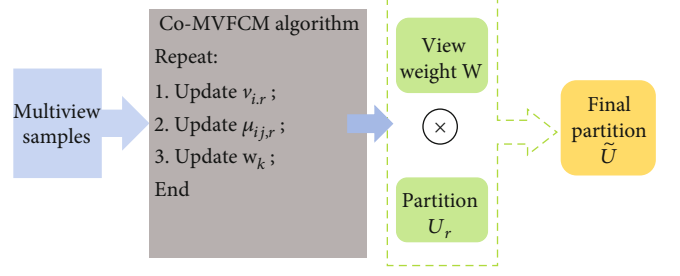 Multiview
samples
Co-MVFCM algorithm
Repeat:
1. Update ν_{i.r} ;
2. Update μ_{ij,r} ;
3. Update w_k ;
End
View
weight W
×
Partition
U_r
Final
partition
Ũ